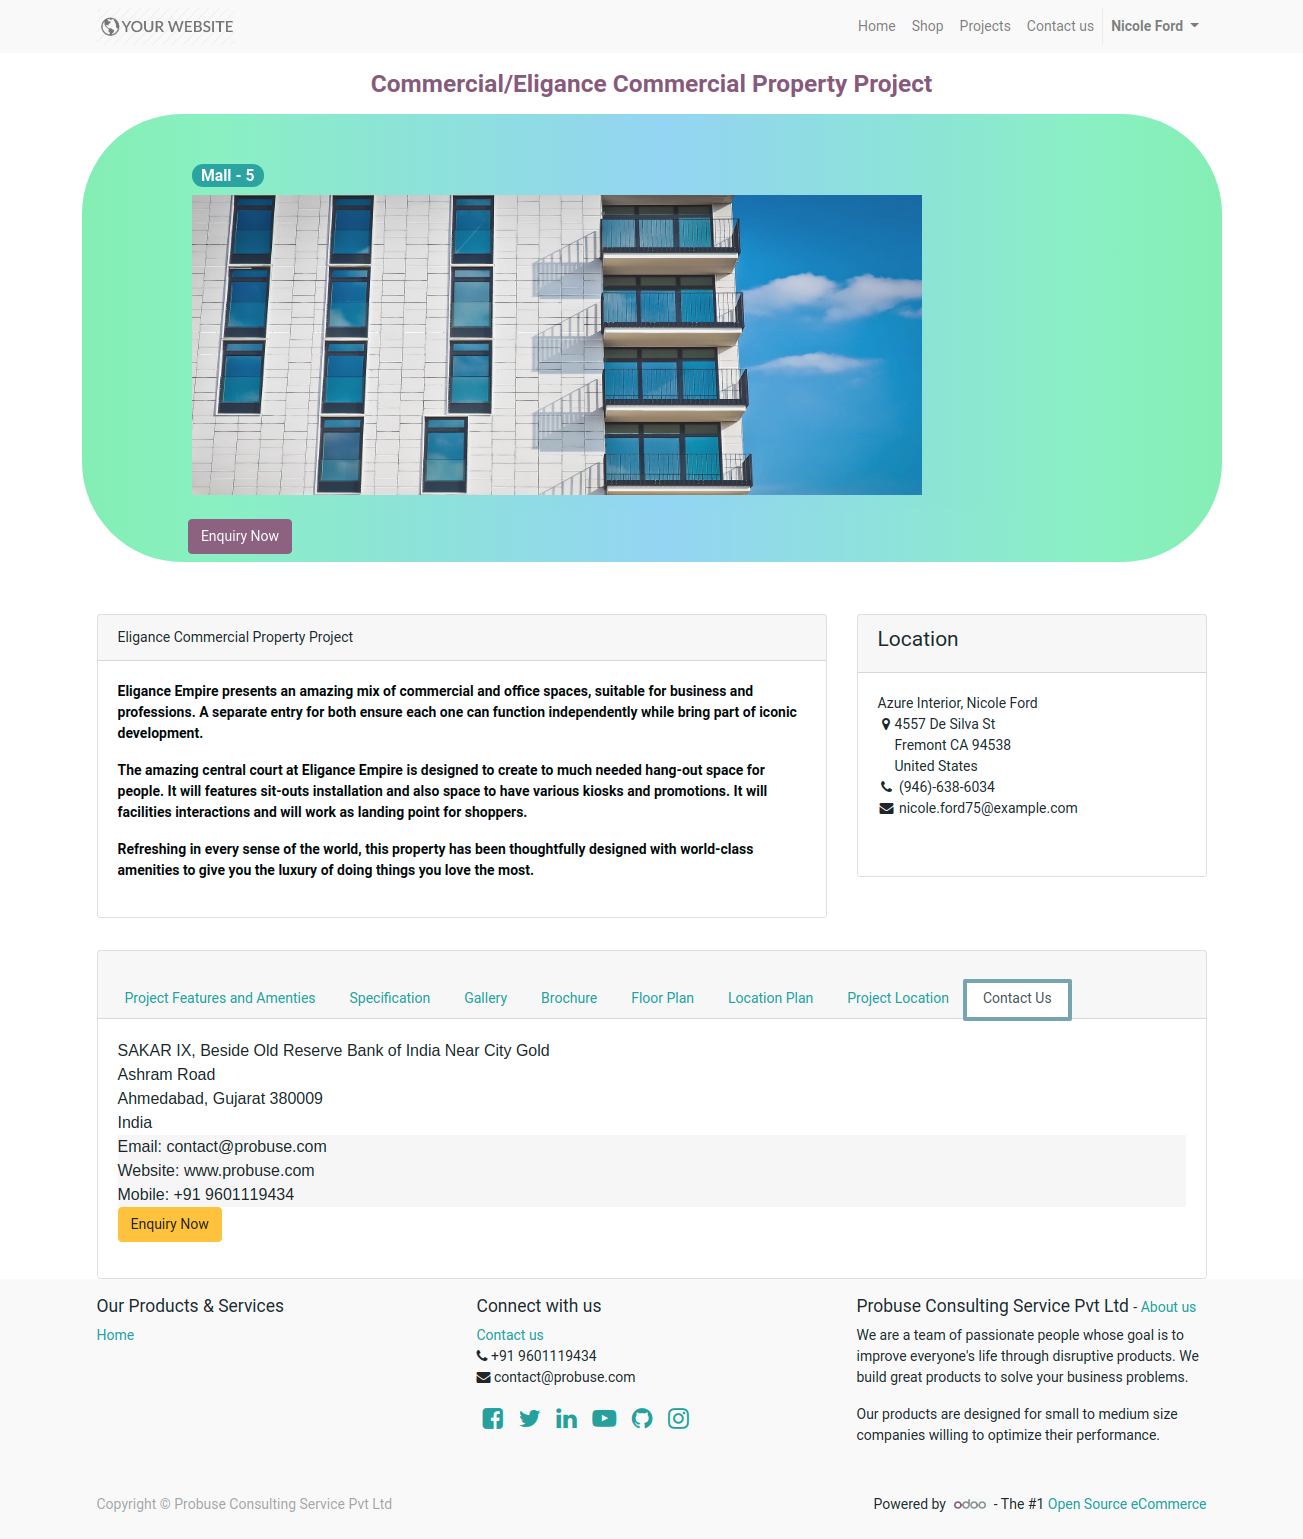 YOUR WEBSITE
Home Shop Projects Contact us Nicole Ford
Commercial/Eligance Commercial Property Project
Mall - 5
Enquiry Now
Eligance Commercial Property Project
Eligance Empire presents an amazing mix of commercial and office spaces, suitable for business and
professions. A separate entry for both ensure each one can function independently while bring part of iconic
development.
The amazing central court at Eligance Empire is designed to create to much needed hang-out space for
people. It will features sit-outs installation and also space to have various kiosks and promotions. It will
facilities interactions and will work as landing point for shoppers.
Refreshing in every sense of the world, this property has been thoughtfully designed with world-class
amenities to give you the luxury of doing things you love the most.
Location
Azure Interior, Nicole Ford
4557 De Silva St
Fremont CA 94538
United States
(946)-638-6034
nicole.ford75@example.com
Project Features and Amenties Specification Gallery Brochure Floor Plan Location Plan Project Location Contact Us
SAKAR IX, Beside Old Reserve Bank of India Near City Gold
Ashram Road
Ahmedabad, Gujarat 380009
India
Email: contact@probuse.com
Website: www.probuse.com
Mobile: +91 9601119434
Enquiry Now
Our Products & Services
Home
Connect with us
Contact us
+91 9601119434
contact@probuse.com
Probuse Consulting Service Pvt Ltd - About us
We are a team of passionate people whose goal is to
improve everyone's life through disruptive products. We
build great products to solve your business problems.
Our products are designed for small to medium size
companies willing to optimize their performance.
Copyright © Probuse Consulting Service Pvt Ltd
Powered by odoo - The #1 Open Source eCommerce